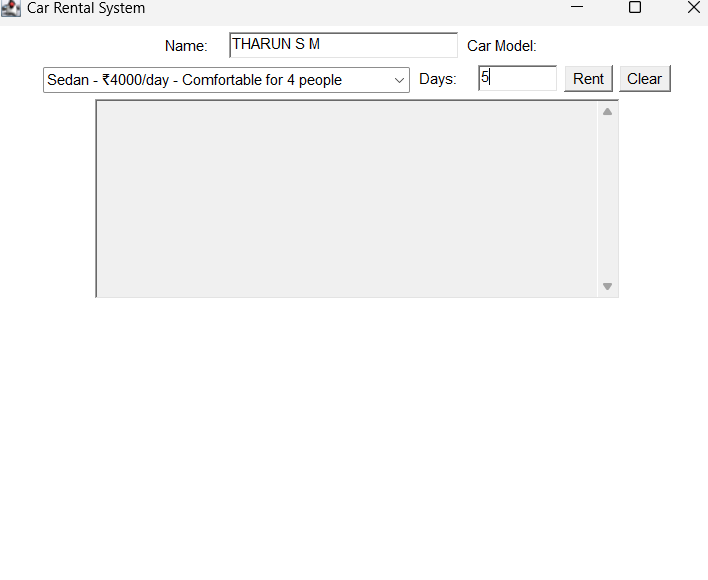 Car Rental System
Name: THARUN S M Car Model:
Sedan - ₹4000/day - Comfortable for 4 people Days: 5 Rent Clear